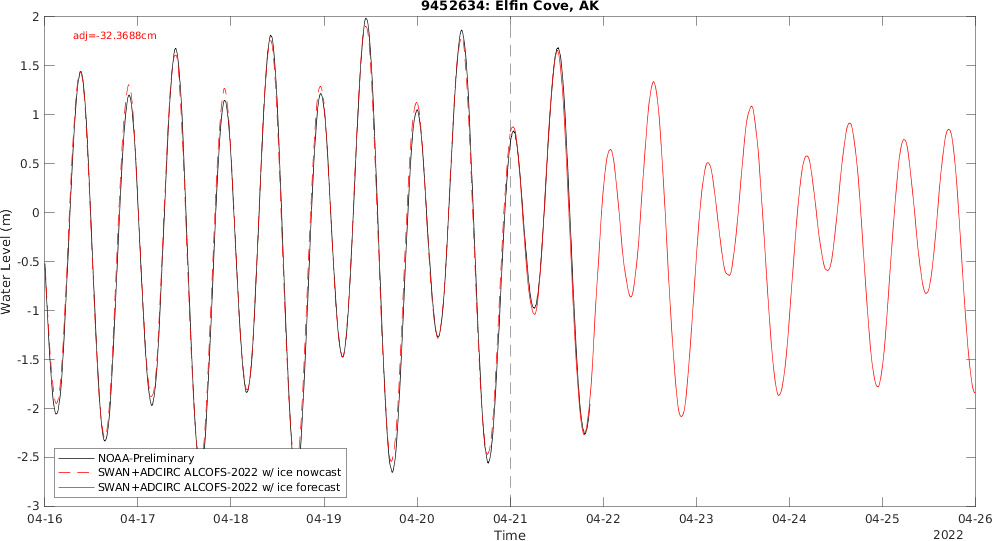 9452634: Elfin Cove, AK
adj=-32.3688cm
2
1.5
1
0.5
0
-0.5
-1
-1.5
-2
-2.5
-3
Water Level (m)
NOAA-Preliminary
SWAN+ADCIRC ALCOFS-2022 w/ ice nowcast
SWAN+ADCIRC ALCOFS-2022 w/ ice forecast
04-16 04-17 04-18 04-19 04-20 04-21 04-22 04-23 04-24 04-25 04-26
Time
2022